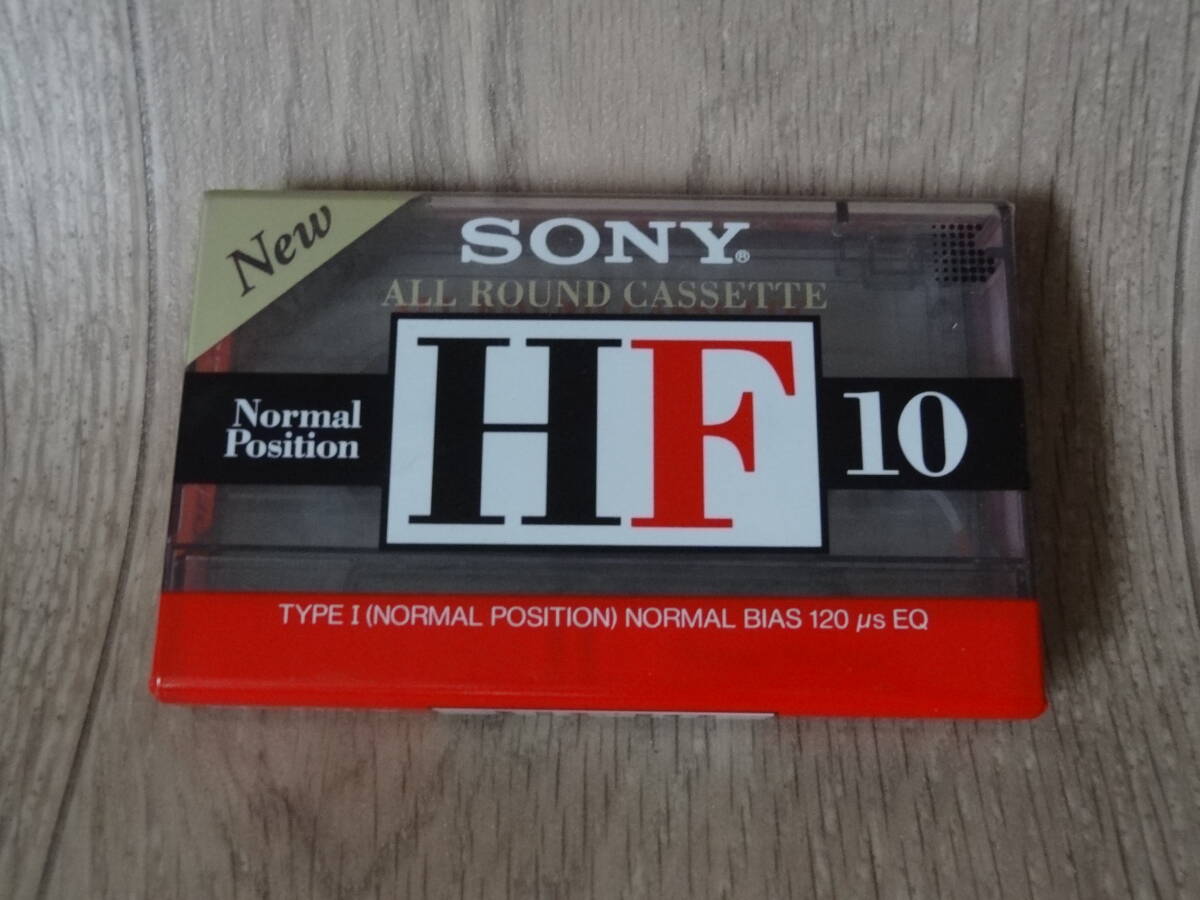 New
SONY®
ALL ROUND CASSETTE
Normal
Position
HF
10
TYPE I (NORMAL POSITION) NORMAL BIAS 120 µs EQ